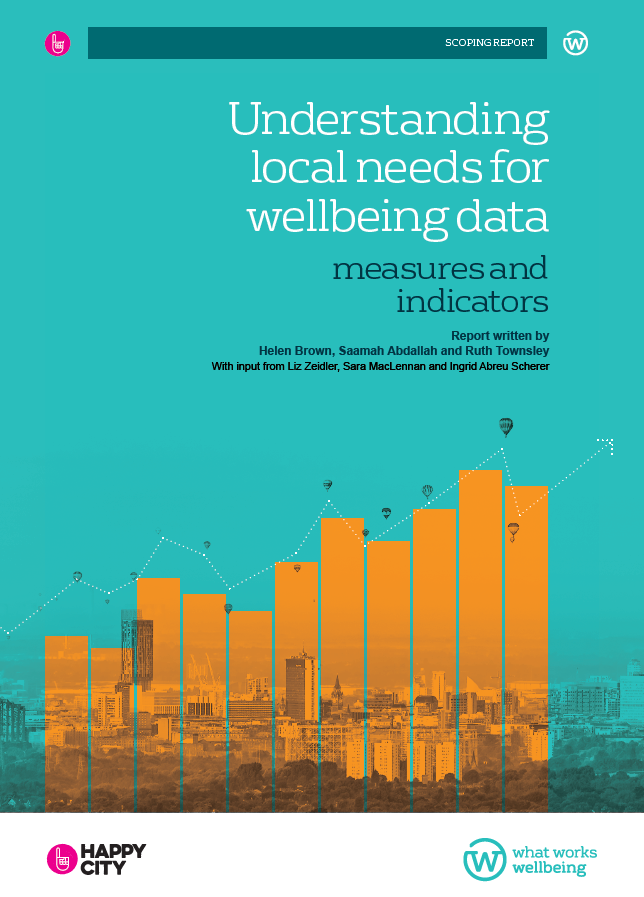 SCOPING REPORT
Understanding
local needs for
wellbeing data
measures and
indicators
Report written by
Helen Brown, Saamah Abdallah and Ruth Townsley
With input from Liz Zeidler, Sara MacLennan and Ingrid Abreu Scherer
HAPPY
CITY
what works
wellbeing